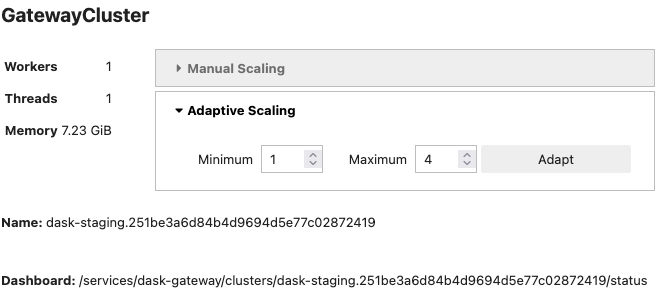 GatewayCluster
Workers 1
Threads 1
Memory 7.23 GiB
Manual Scaling
Adaptive Scaling
Minimum 1 Maximum 4 Adapt
Name: dask-staging.251be3a6d84b4d9694d5e77c02872419
Dashboard: /services/dask-gateway/clusters/dask-staging.251be3a6d84b4d9694d5e77c02872419/status